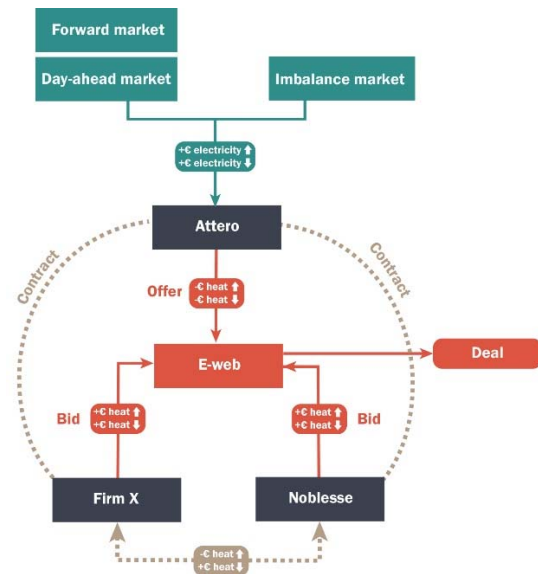 Forward market
Day-ahead market
Imbalance market
+€ electricity ⬆
+€ electricity ⬇
Attero
Contract
Contract
Offer
-€ heat ⬆
-€ heat ⬇
E-web
Deal
Bid
+€ heat ⬆
+€ heat ⬇
+€ heat ⬆
+€ heat ⬇
Bid
Firm X
Noblesse
-€ heat ⬆
+€ heat ⬇